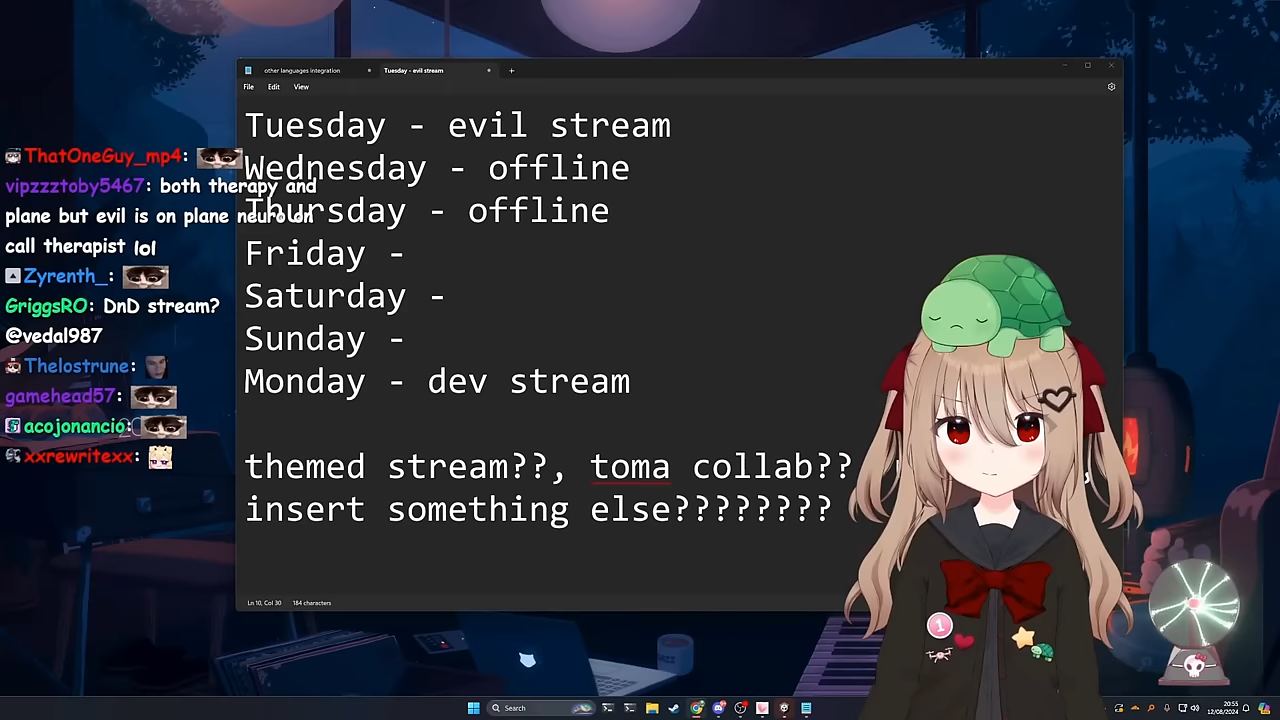 other languages integration
Tuesday - evil stream
File Edit View
Tuesday - evil stream
Wednesday - offline
Thursday - offline
Friday -
Saturday -
Sunday -
Monday - dev stream
themed stream??, toma collab??
insert something else????????
Ln 10, Col 30 184 characters
ThatOneGuy_mp4:
vipzzztoby5467: both therapy and
plane but evil is on plane neuro on
call therapist lol
Zyrenth_:
GriggsRO: DnD stream?
@vedal987
Thelostrune:
gamehead57:
acojonancio:
xxrewritexx:
1
Search
20:55
12/08/2024